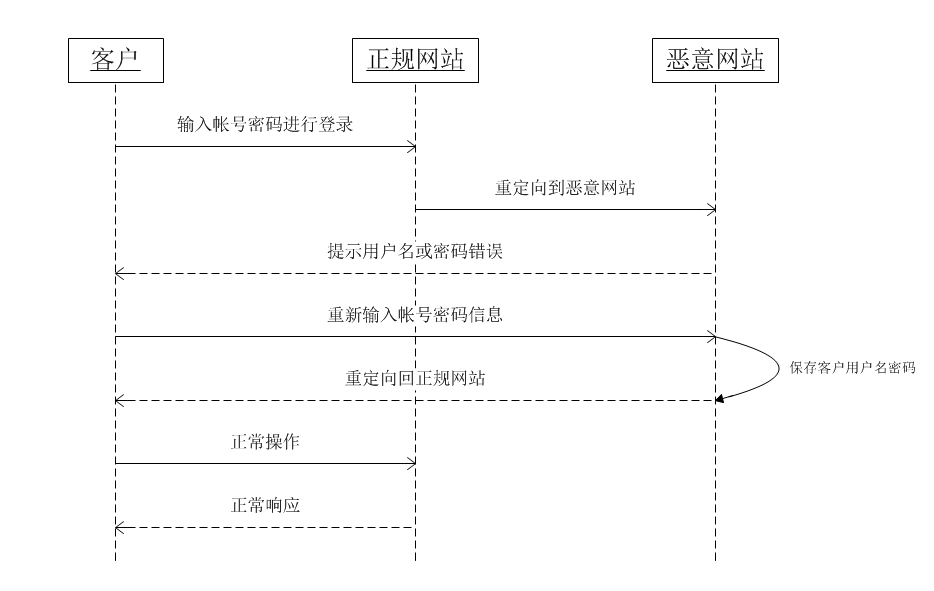 客户
正规网站
恶意网站
输入帐号密码进行登录
重定向到恶意网站
提示用户名或密码错误
重新输入帐号密码信息
保存客户用户名密码
重定向回正规网站
正常操作
正常响应